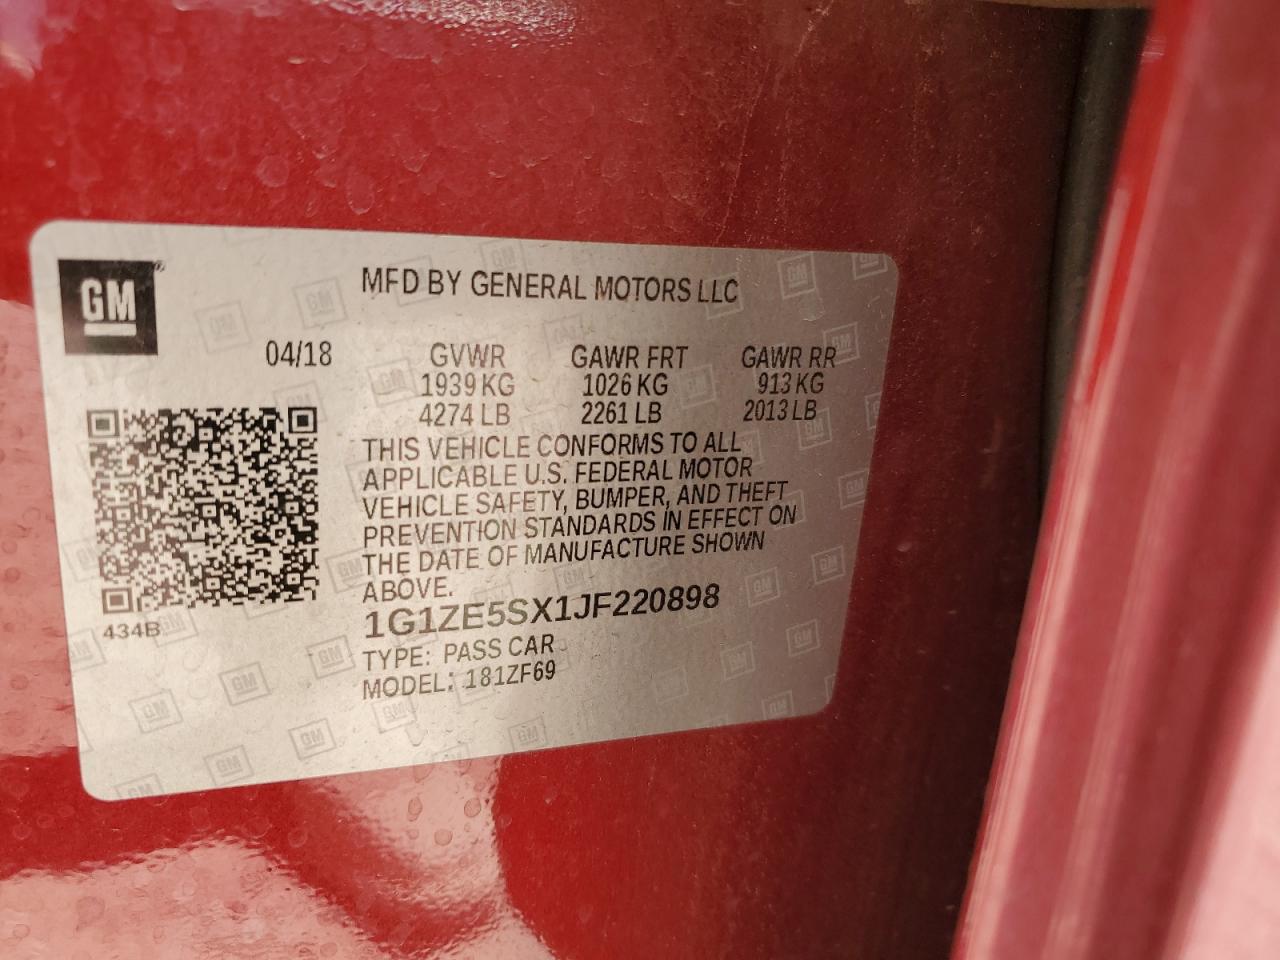 GM
MFD BY GENERAL MOTORS LLC
04/18 GVWR GAWR FRT GAWR RR
1939 KG 1026 KG 913 KG
4274 LB 2261 LB 2013 LB
THIS VEHICLE CONFORMS TO ALL
APPLICABLE U.S. FEDERAL MOTOR
VEHICLE SAFETY, BUMPER, AND THEFT
PREVENTION STANDARDS IN EFFECT ON
THE DATE OF MANUFACTURE SHOWN
ABOVE.
434B
1G1ZE5SX1JF220898
TYPE: PASS CAR
MODEL: 181ZF69